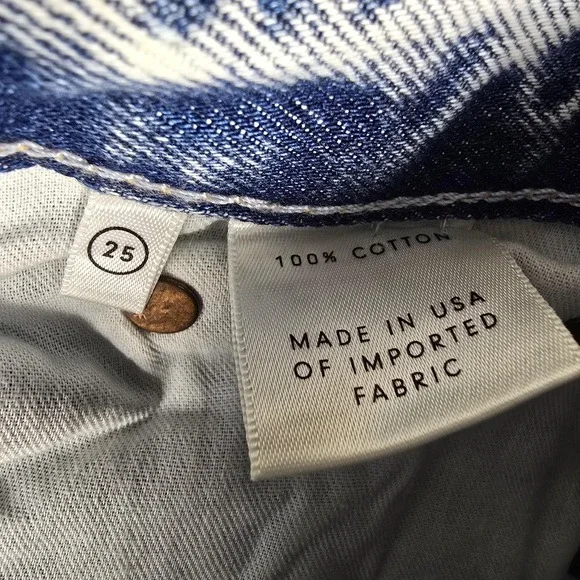 25
100% COTTON
MADE IN USA
OF IMPORTED
FABRIC